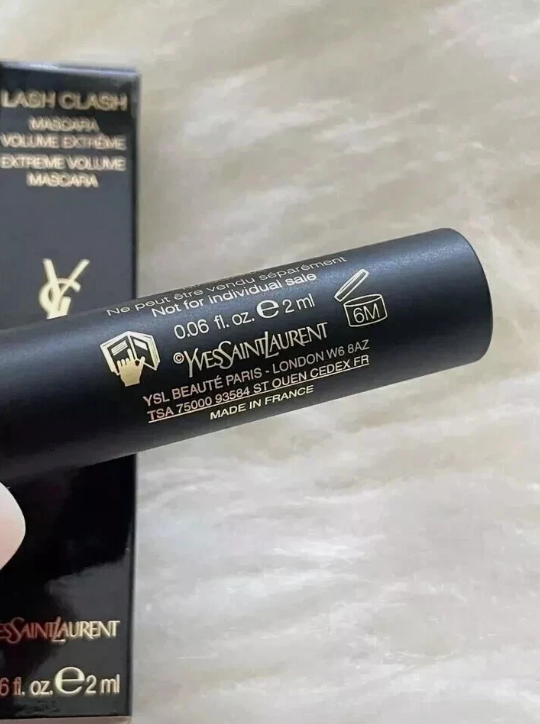 LASH CLASH
MASCARA
VOLUME EXTRÊME
EXTREME VOLUME
MASCARA
YSL
Ne peut être vendu séparément
Not for individual sale
0.06 fl. oz. ℮ 2 ml
6M
©YVESSAINTLAURENT
YSL BEAUTÉ PARIS - LONDON W6 8AZ
TSA 75000 93584 ST OUEN CEDEX FR
MADE IN FRANCE
ESSAINTLAURENT
6 fl. oz. ℮ 2 ml